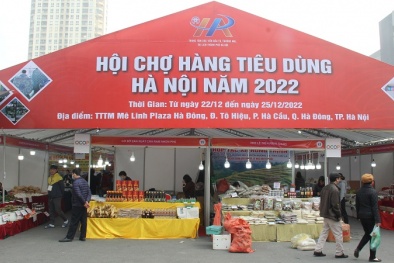 HỘI CHỢ HÀNG TIÊU DÙNG
HÀ NỘI NĂM 2022
Thời Gian: Từ ngày 22/12 đến ngày 25/12/2022
Địa điểm: TTTM Mê Linh Plaza Hà Đông, Đ. Tô Hiệu, P. Hà Cầu, Q. Hà Đông, TP. Hà Nội